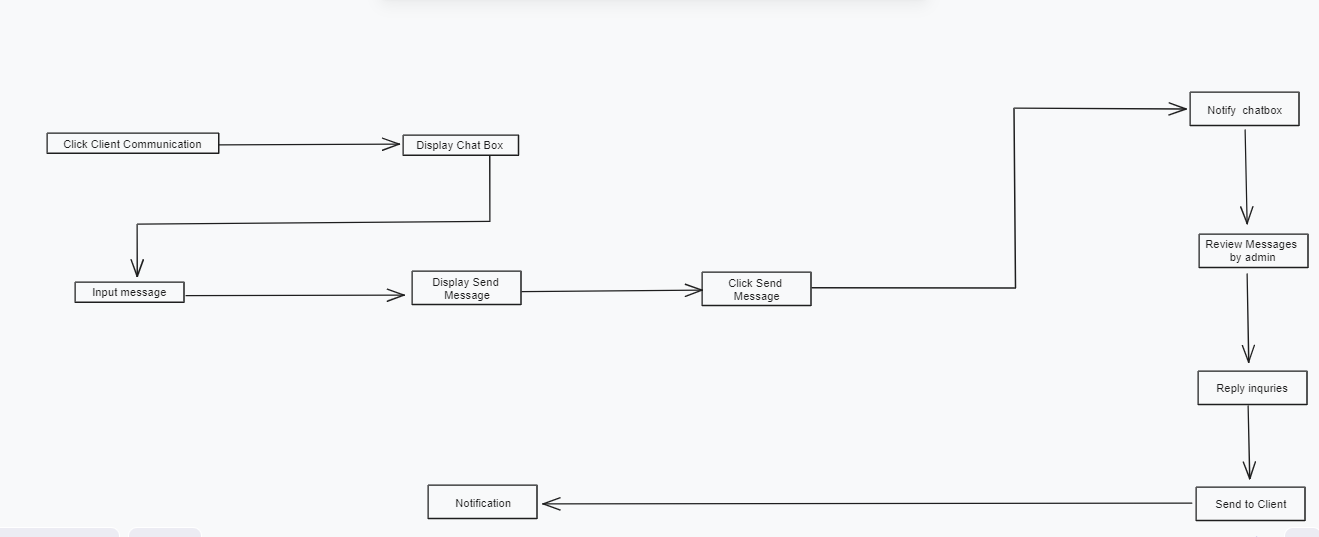 Click Client Communication
Display Chat Box
Input message
Display Send
Message
Click Send
Message
Notify chatbox
Review Messages
by admin
Reply inquries
Send to Client
Notification